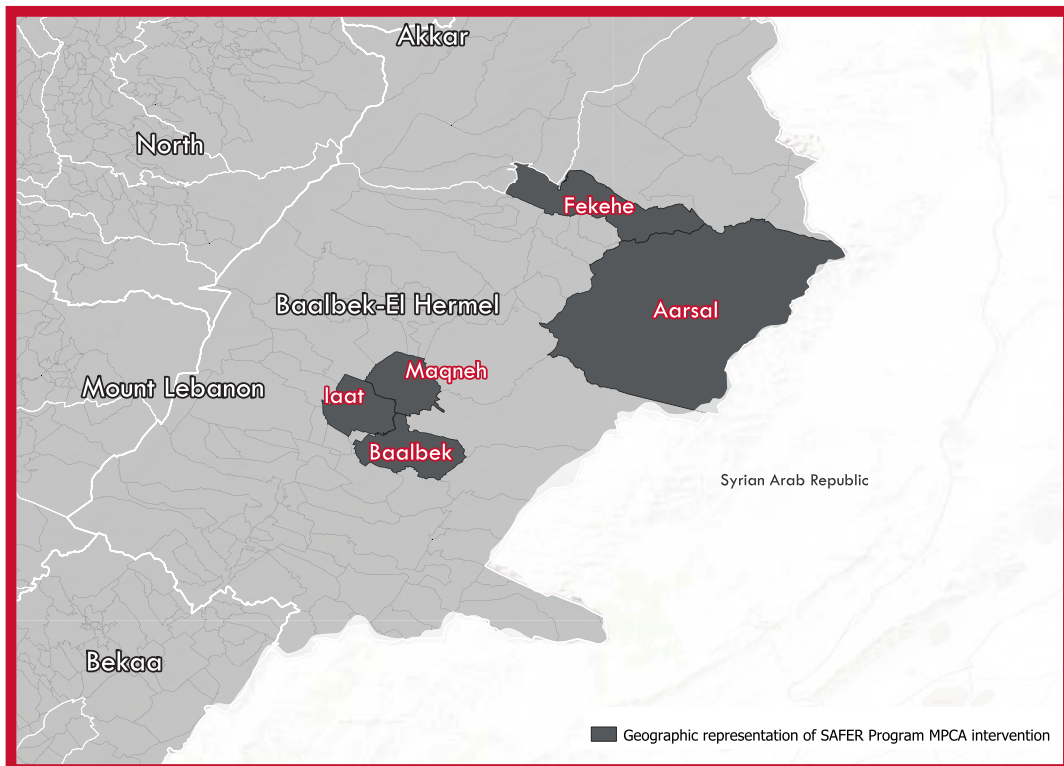 Akkar
North
Fekehe
Baalbek-El Hermel
Aarsal
Maqneh
Mount Lebanon
Iaat
Baalbek
Syrian Arab Republic
Bekaa
Geographic representation of SAFER Program MPCA intervention